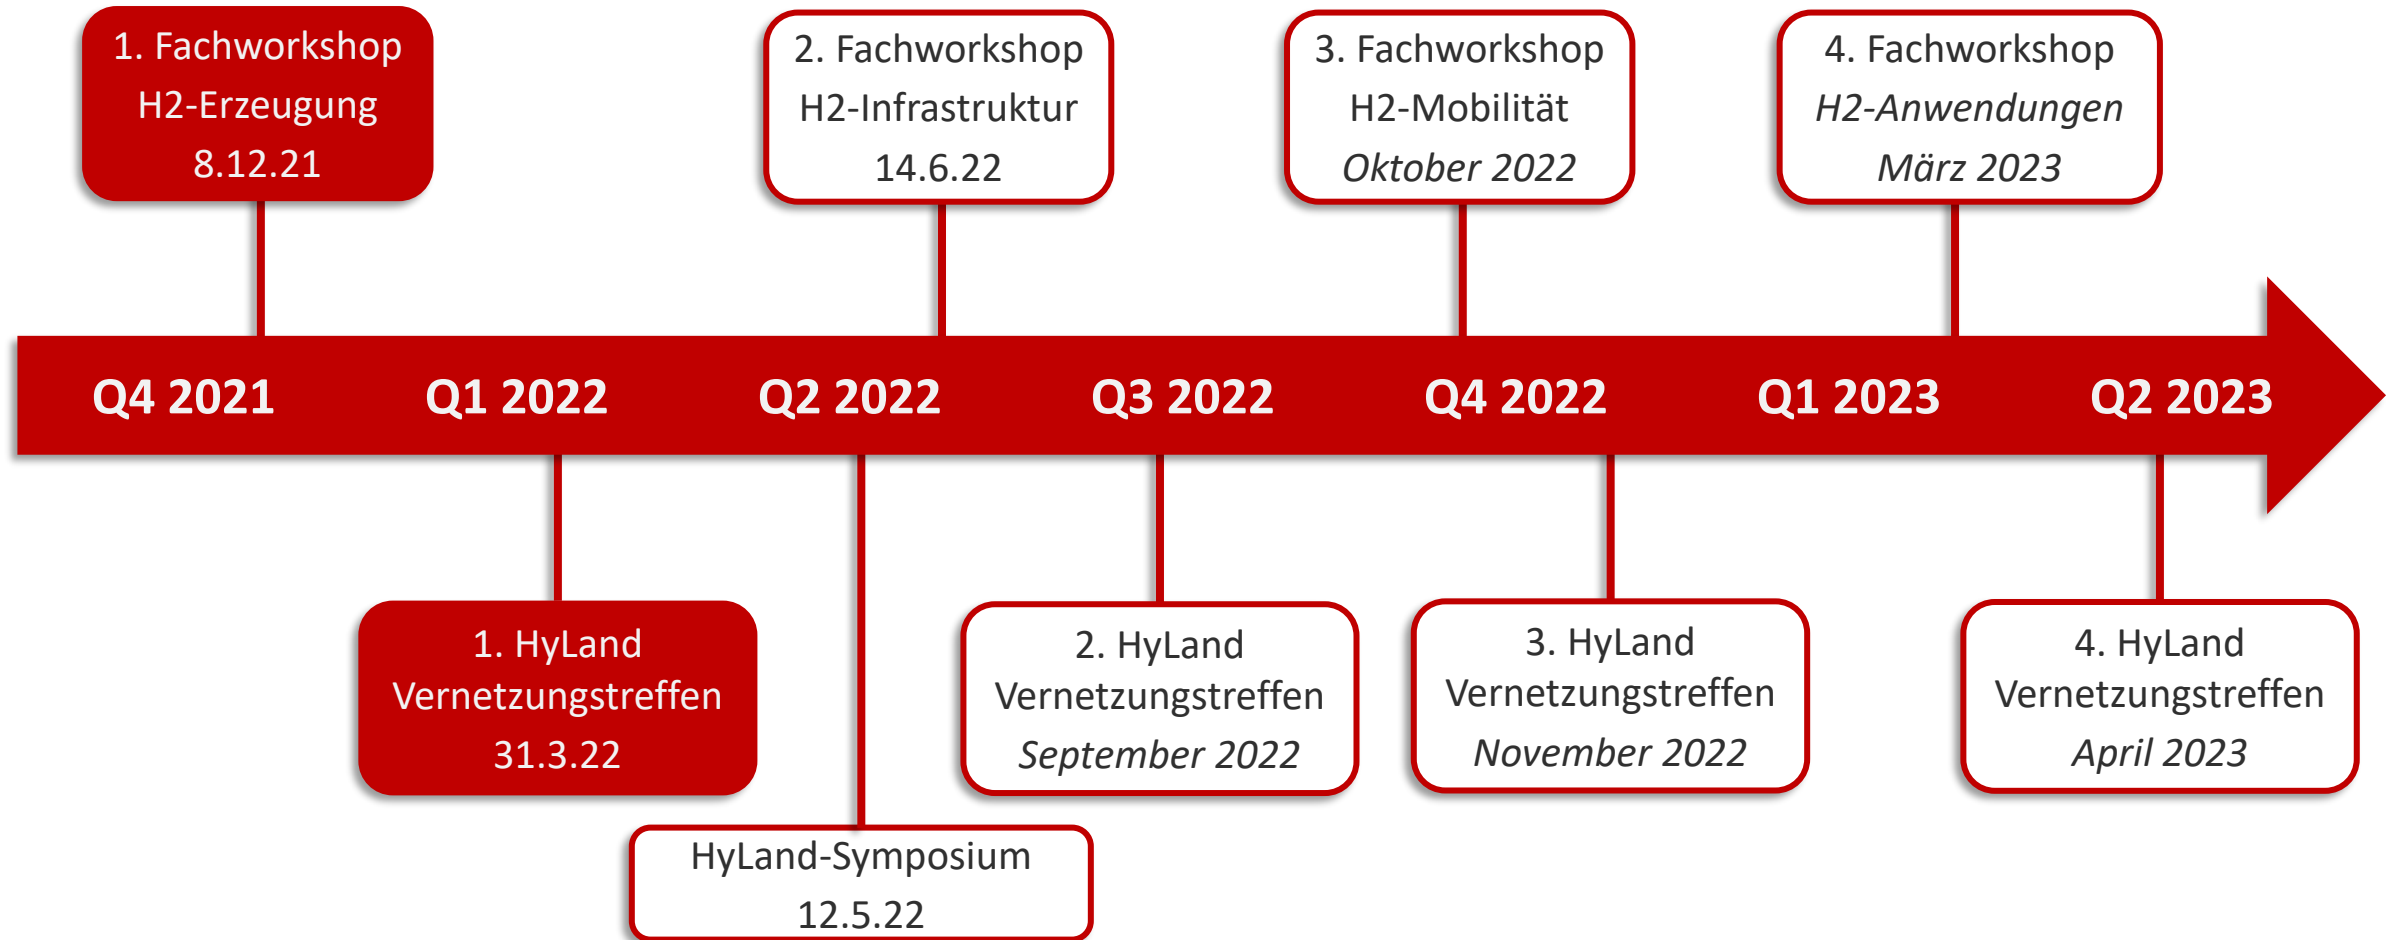 1. Fachworkshop
H2-Erzeugung
8.12.21
2. Fachworkshop
H2-Infrastruktur
14.6.22
3. Fachworkshop
H2-Mobilität
Oktober 2022
4. Fachworkshop
H2-Anwendungen
März 2023
Q4 2021
Q1 2022
Q2 2022
Q3 2022
Q4 2022
Q1 2023
Q2 2023
1. HyLand
Vernetzungstreffen
31.3.22
HyLand-Symposium
12.5.22
2. HyLand
Vernetzungstreffen
September 2022
3. HyLand
Vernetzungstreffen
November 2022
4. HyLand
Vernetzungstreffen
April 2023